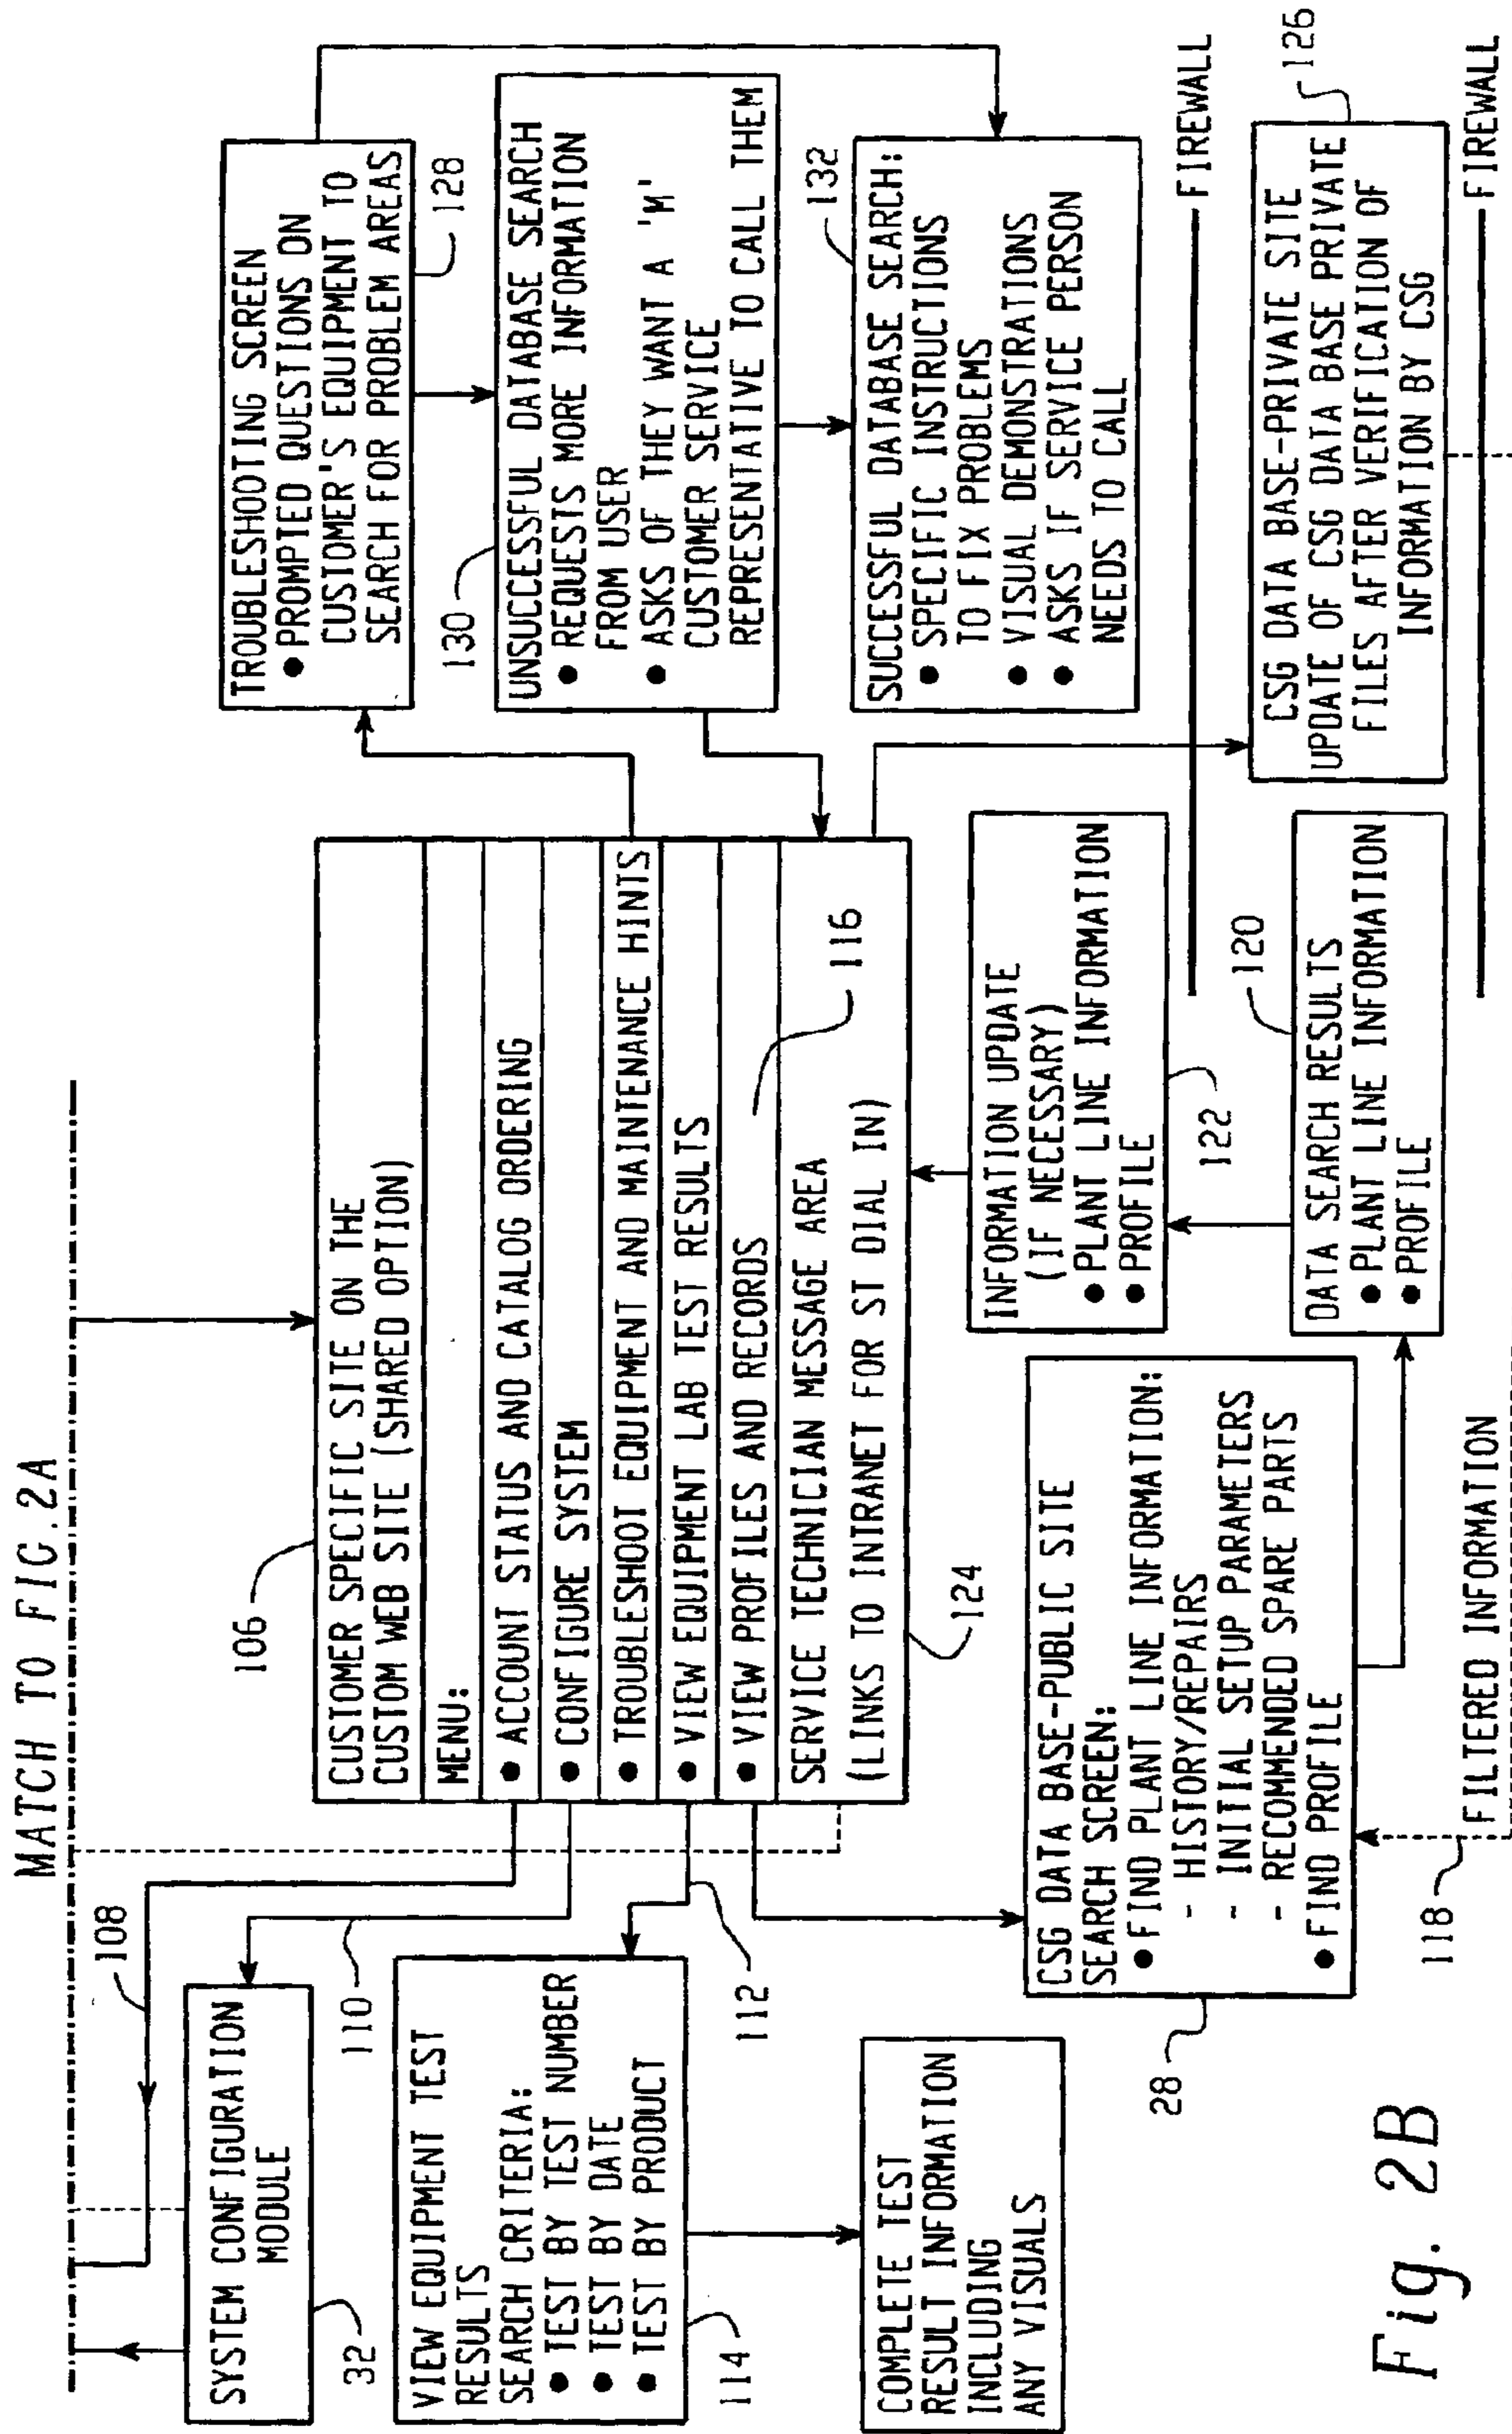 MATCH TO FIG.2A
108
SYSTEM CONFIGURATION
MODULE
32
110
VIEW EQUIPMENT TEST
RESULTS
SEARCH CRITERIA:
● TEST BY TEST NUMBER
● TEST BY DATE
● TEST BY PRODUCT
114
112
COMPLETE TEST
RESULT INFORMATION
INCLUDING
ANY VISUALS
106
CUSTOMER SPECIFIC SITE ON THE
CUSTOM WEB SITE (SHARED OPTION)
MENU:
● ACCOUNT STATUS AND CATALOG ORDERING
● CONFIGURE SYSTEM
● TROUBLESHOOT EQUIPMENT AND MAINTENANCE HINTS
● VIEW EQUIPMENT LAB TEST RESULTS
● VIEW PROFILES AND RECORDS
116
SERVICE TECHNICIAN MESSAGE AREA
(LINKS TO INTRANET FOR ST DIAL IN)
124
TROUBLESHOOTING SCREEN
● PROMPTED QUESTIONS ON
CUSTOMER'S EQUIPMENT TO
SEARCH FOR PROBLEM AREAS
128
130
UNSUCCESSFUL DATABASE SEARCH
● REQUESTS MORE INFORMATION
FROM USER
● ASKS OF THEY WANT A 'N'
CUSTOMER SERVICE
REPRESENTATIVE TO CALL THEM
132
SUCCESSFUL DATABASE SEARCH:
● SPECIFIC INSTRUCTIONS
TO FIX PROBLEMS
● VISUAL DEMONSTRATIONS
● ASKS IF SERVICE PERSON
NEEDS TO CALL
CSG DATA BASE-PUBLIC SITE
SEARCH SCREEN:
● FIND PLANT LINE INFORMATION:
- HISTORY/REPAIRS
- INITIAL SETUP PARAMETERS
- RECOMMENDED SPARE PARTS
● FIND PROFILE
28
118
FILTERED INFORMATION
INFORMATION UPDATE
(IF NECESSARY)
● PLANT LINE INFORMATION
● PROFILE
122
FIREWALL
120
DATA SEARCH RESULTS
● PLANT LINE INFORMATION
● PROFILE
CSG DATA BASE-PRIVATE SITE
UPDATE OF CSG DATA BASE PRIVATE
FILES AFTER VERIFICATION OF
INFORMATION BY CSG
126
FIREWALL
Fig. 2B